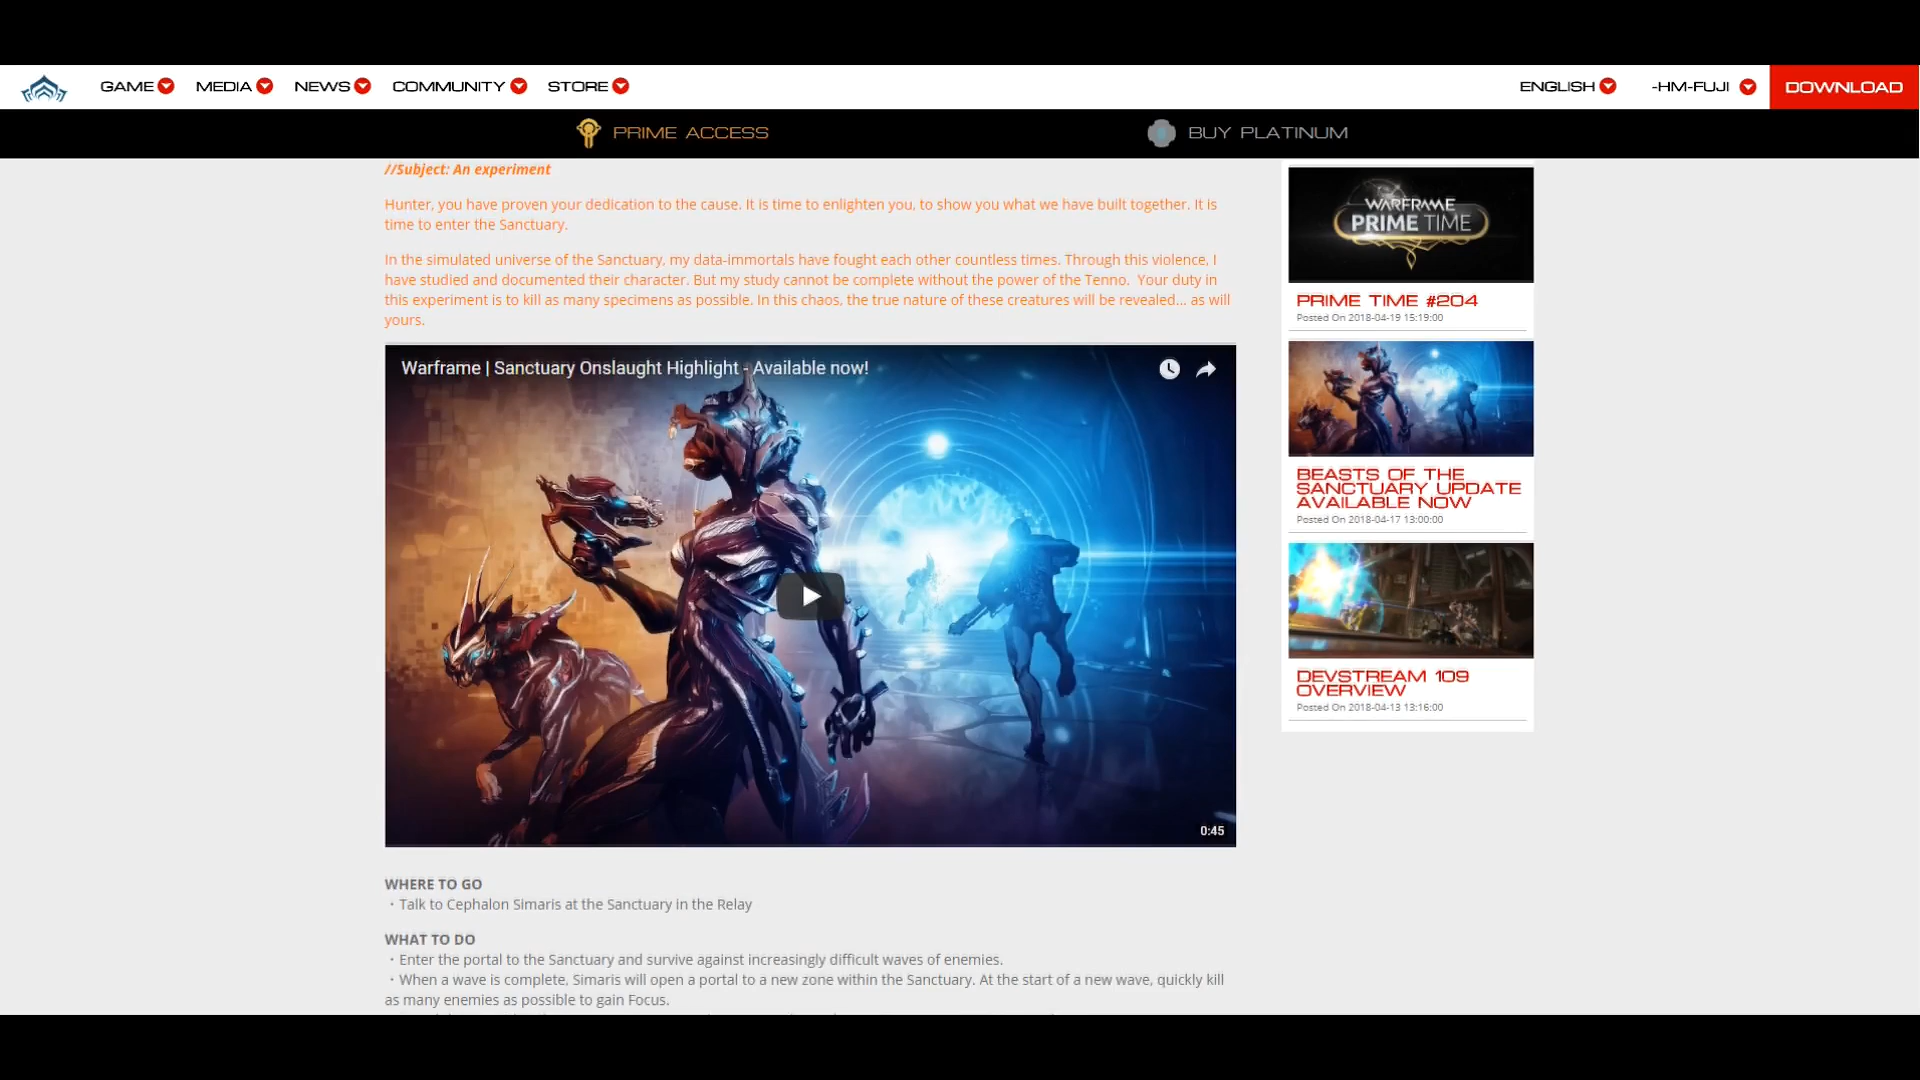 GAME MEDIA NEWS COMMUNITY STORE ENGLISH -HM-FUJI DOWNLOAD
PRIME ACCESS BUY PLATINUM
//Subject: An experiment
Hunter, you have proven your dedication to the cause. It is time to enlighten you, to show you what we have built together. It is
time to enter the Sanctuary.
In the simulated universe of the Sanctuary, my data-immortals have fought each other countless times. Through this violence, I
have studied and documented their character. But my study cannot be complete without the power of the Tenno.  Your duty in
this experiment is to kill as many specimens as possible. In this chaos, the true nature of these creatures will be revealed... as will
yours.
Warframe | Sanctuary Onslaught Highlight - Available now!
0:45
WHERE TO GO
・Talk to Cephalon Simaris at the Sanctuary in the Relay
WHAT TO DO
・Enter the portal to the Sanctuary and survive against increasingly difficult waves of enemies.
・When a wave is complete, Simaris will open a portal to a new zone within the Sanctuary. At the start of a new wave, quickly kill
as many enemies as possible to gain Focus.
WARFRAME
PRIME TIME
PRIME TIME #204
Posted On 2018-04-19 15:19:00
BEASTS OF THE
SANCTUARY UPDATE
AVAILABLE NOW
Posted On 2018-04-17 13:00:00
DEVSTREAM 109
OVERVIEW
Posted On 2018-04-13 13:16:00